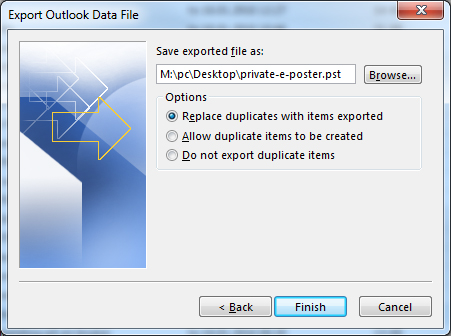 Export Outlook Data File
Save exported file as:
M:\pc\Desktop\private-e-poster.pst
Browse...
Options
Replace duplicates with items exported
Allow duplicate items to be created
Do not export duplicate items
< Back
Finish
Cancel